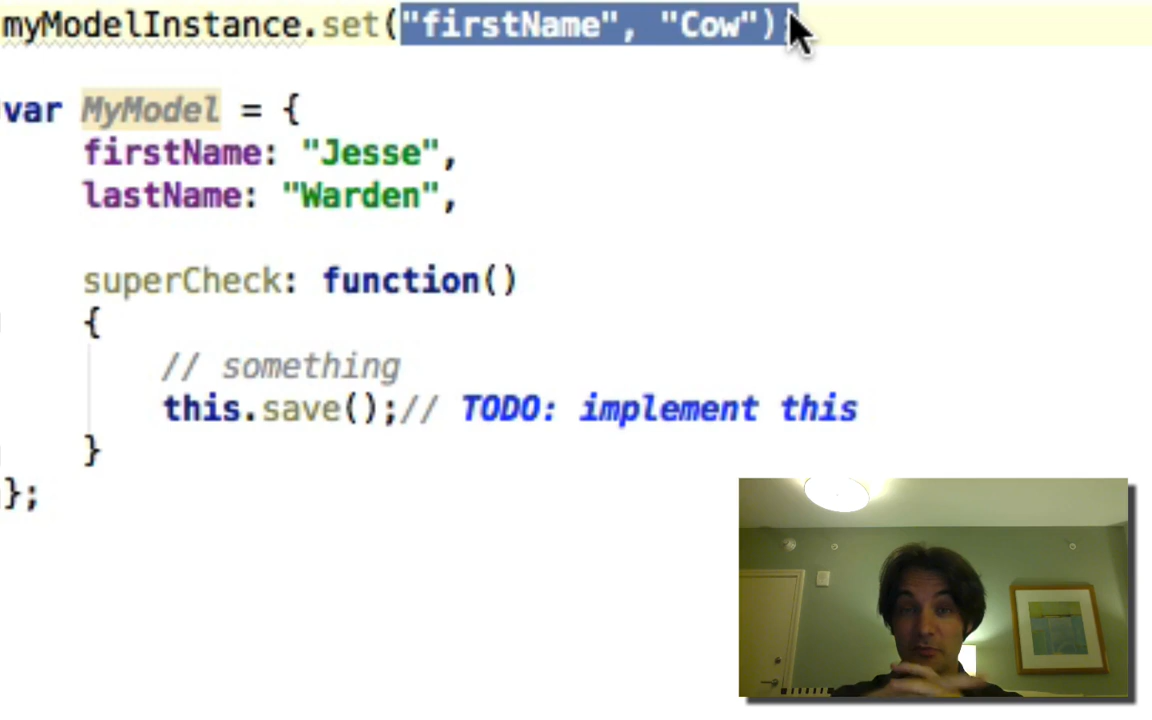 myModelInstance.set("firstName", "Cow");
var MyModel = {
firstName: "Jesse",
lastName: "Warden",
superCheck: function()
{
// something
this.save();// TODO: implement this
}
};